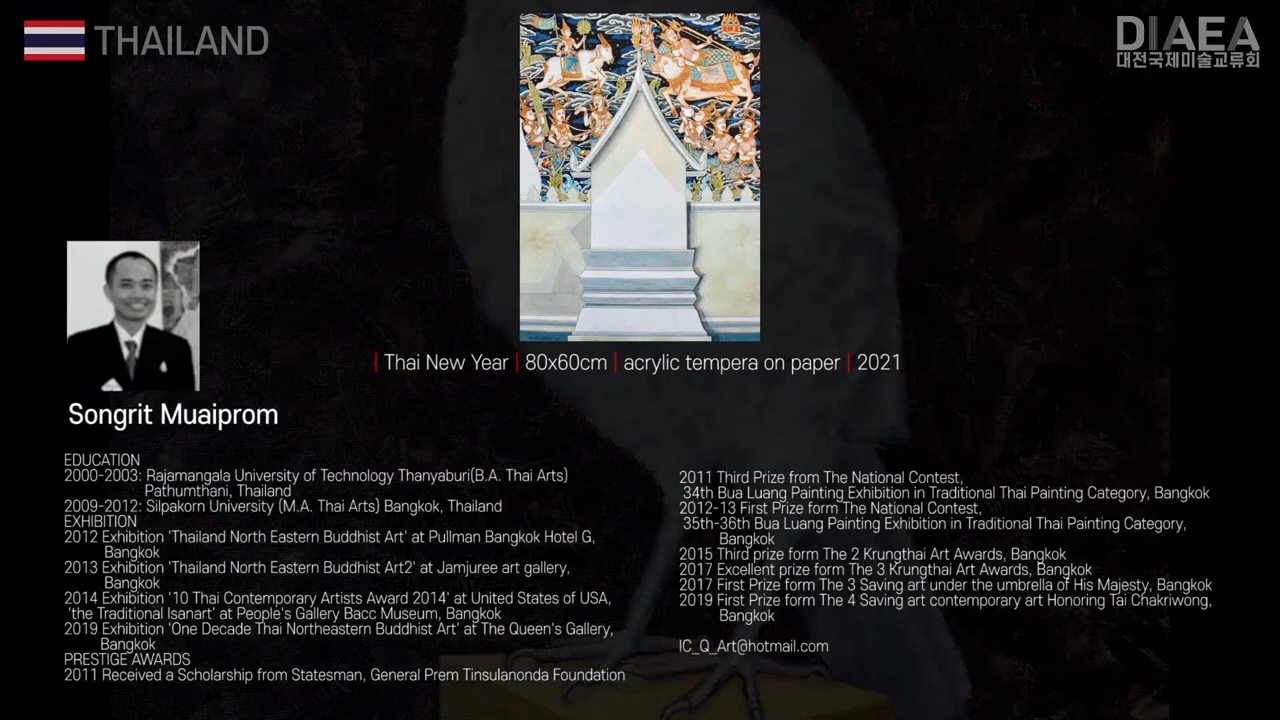 THAILAND
DIAEA
대전국제미술교류회
| Thai New Year | 80x60cm | acrylic tempera on paper | 2021
Songrit Muaiprom
EDUCATION
2000-2003: Rajamangala University of Technology Thanyaburi(B.A. Thai Arts)
Pathumthani, Thailand
2009-2012: Silpakorn University (M.A. Thai Arts) Bangkok, Thailand
EXHIBITION
2012 Exhibition 'Thailand North Eastern Buddhist Art' at Pullman Bangkok Hotel G,
Bangkok
2013 Exhibition 'Thailand North Eastern Buddhist Art2' at Jamjuree art gallery,
Bangkok
2014 Exhibition '10 Thai Contemporary Artists Award 2014' at United States of USA,
'the Traditional Isanart' at People's Gallery Bacc Museum, Bangkok
2019 Exhibition 'One Decade Thai Northeastern Buddhist Art' at The Queen's Gallery,
Bangkok
PRESTIGE AWARDS
2011 Received a Scholarship from Statesman, General Prem Tinsulanonda Foundation
2011 Third Prize from The National Contest,
34th Bua Luang Painting Exhibition in Traditional Thai Painting Category, Bangkok
2012-13 First Prize form The National Contest,
35th-36th Bua Luang Painting Exhibition in Traditional Thai Painting Category,
Bangkok
2015 Third prize form The 2 Krungthai Art Awards, Bangkok
2017 Excellent prize form The 3 Krungthai Art Awards, Bangkok
2017 First Prize form The 3 Saving art under the umbrella of His Majesty, Bangkok
2019 First Prize form The 4 Saving art contemporary art Honoring Tai Chakriwong,
Bangkok
IC_Q_Art@hotmail.com